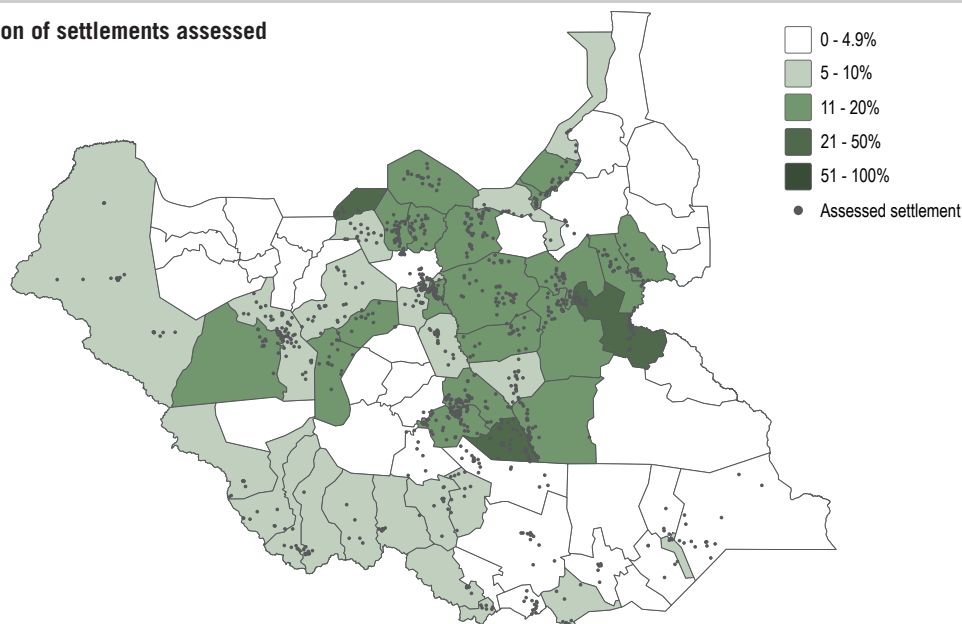 on of settlements assessed
0 - 4.9%
5 - 10%
11 - 20%
21 - 50%
51 - 100%
Assessed settlement